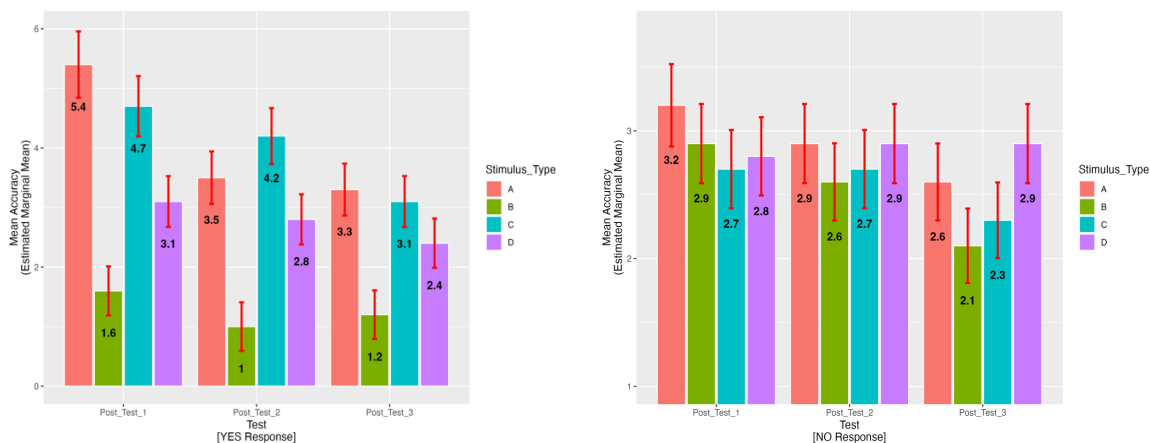 Mean Accuracy
(Estimated Marginal Mean)
6
4
2
0
5.4
1.6
4.7
3.1
3.5
1
4.2
2.8
3.3
1.2
3.1
2.4
Post_Test_1
Post_Test_2
Post_Test_3
Test
[YES Response]
Stimulus_Type
A
B
C
D
Mean Accuracy
(Estimated Marginal Mean)
3
2
1
3.2
2.9
2.7
2.8
2.9
2.6
2.7
2.9
2.6
2.1
2.3
2.9
Post_Test_1
Post_Test_2
Post_Test_3
Test
[NO Response]
Stimulus_Type
A
B
C
D